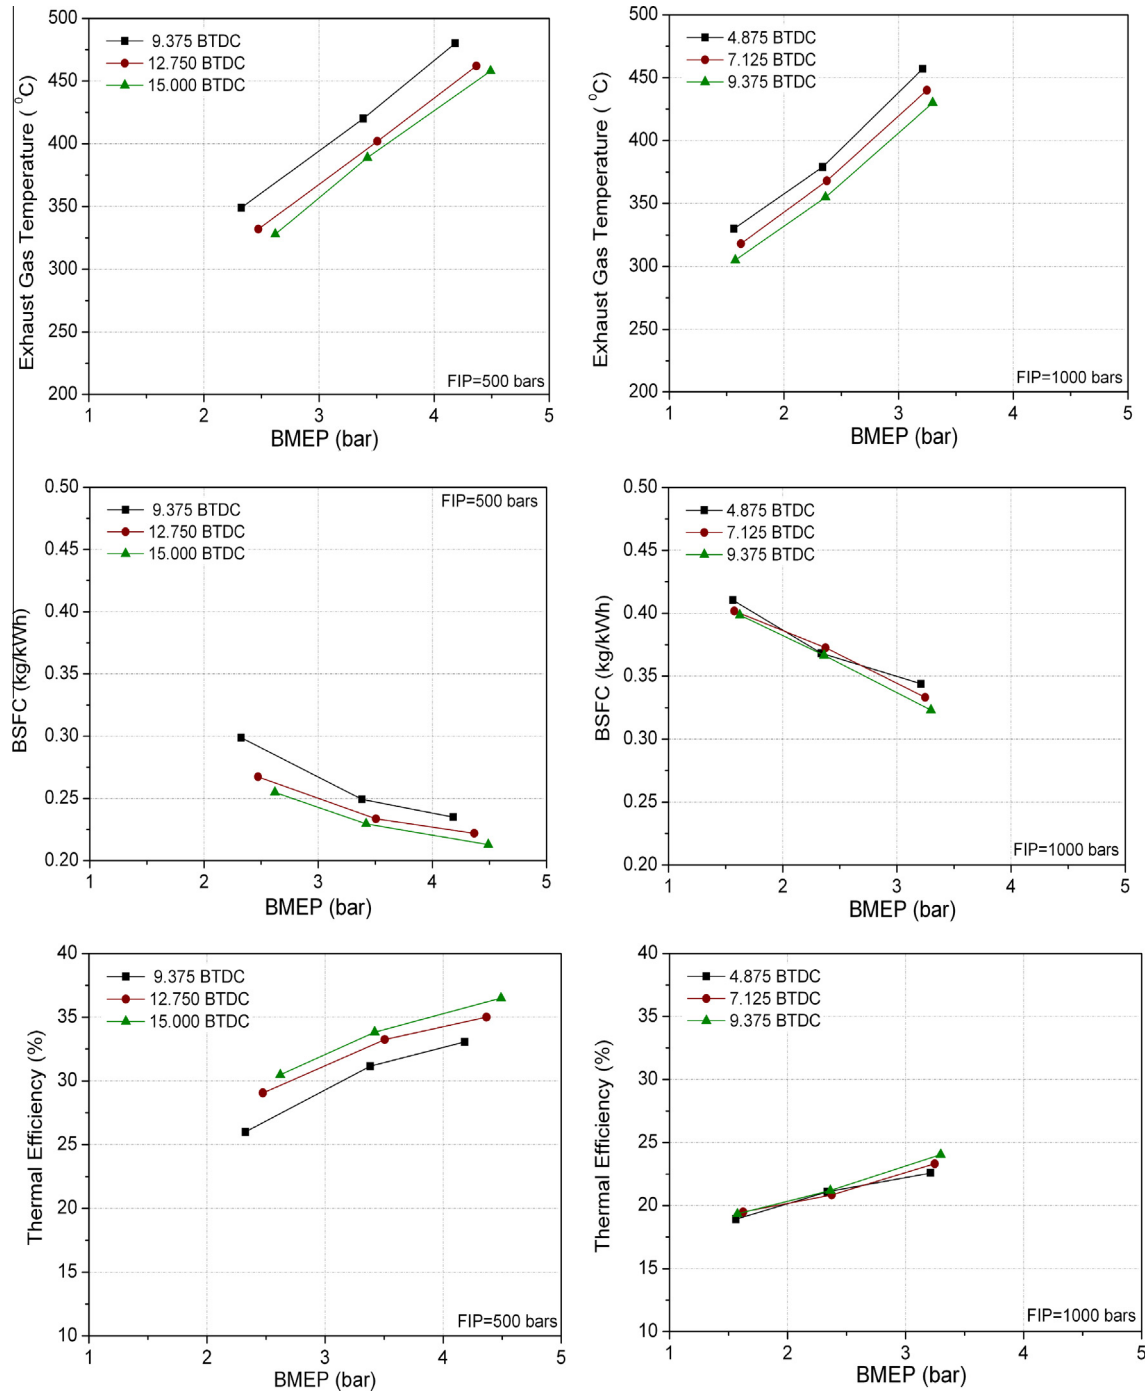 500
450
400
350
300
250
200
Exhaust Gas Temperature ( ⁰C)
9.375 BTDC
12.750 BTDC
15.000 BTDC
FIP=500 bars
1 2 3 4 5
BMEP (bar)
500
450
400
350
300
250
200
Exhaust Gas Temperature ( ⁰C)
4.875 BTDC
7.125 BTDC
9.375 BTDC
FIP=1000 bars
1 2 3 4 5
BMEP (bar)
0.50
0.45
0.40
0.35
0.30
0.25
0.20
BSFC (kg/kWh)
FIP=500 bars
9.375 BTDC
12.750 BTDC
15.000 BTDC
1 2 3 4 5
BMEP (bar)
0.50
0.45
0.40
0.35
0.30
0.25
0.20
BSFC (kg/kWh)
4.875 BTDC
7.125 BTDC
9.375 BTDC
FIP=1000 bars
1 2 3 4 5
BMEP (bar)
40
35
30
25
20
15
10
Thermal Efficiency (%)
9.375 BTDC
12.750 BTDC
15.000 BTDC
FIP=500 bars
1 2 3 4 5
BMEP (bar)
40
35
30
25
20
15
10
Thermal Efficiency (%)
4.875 BTDC
7.125 BTDC
9.375 BTDC
FIP=1000 bars
1 2 3 4 5
BMEP (bar)